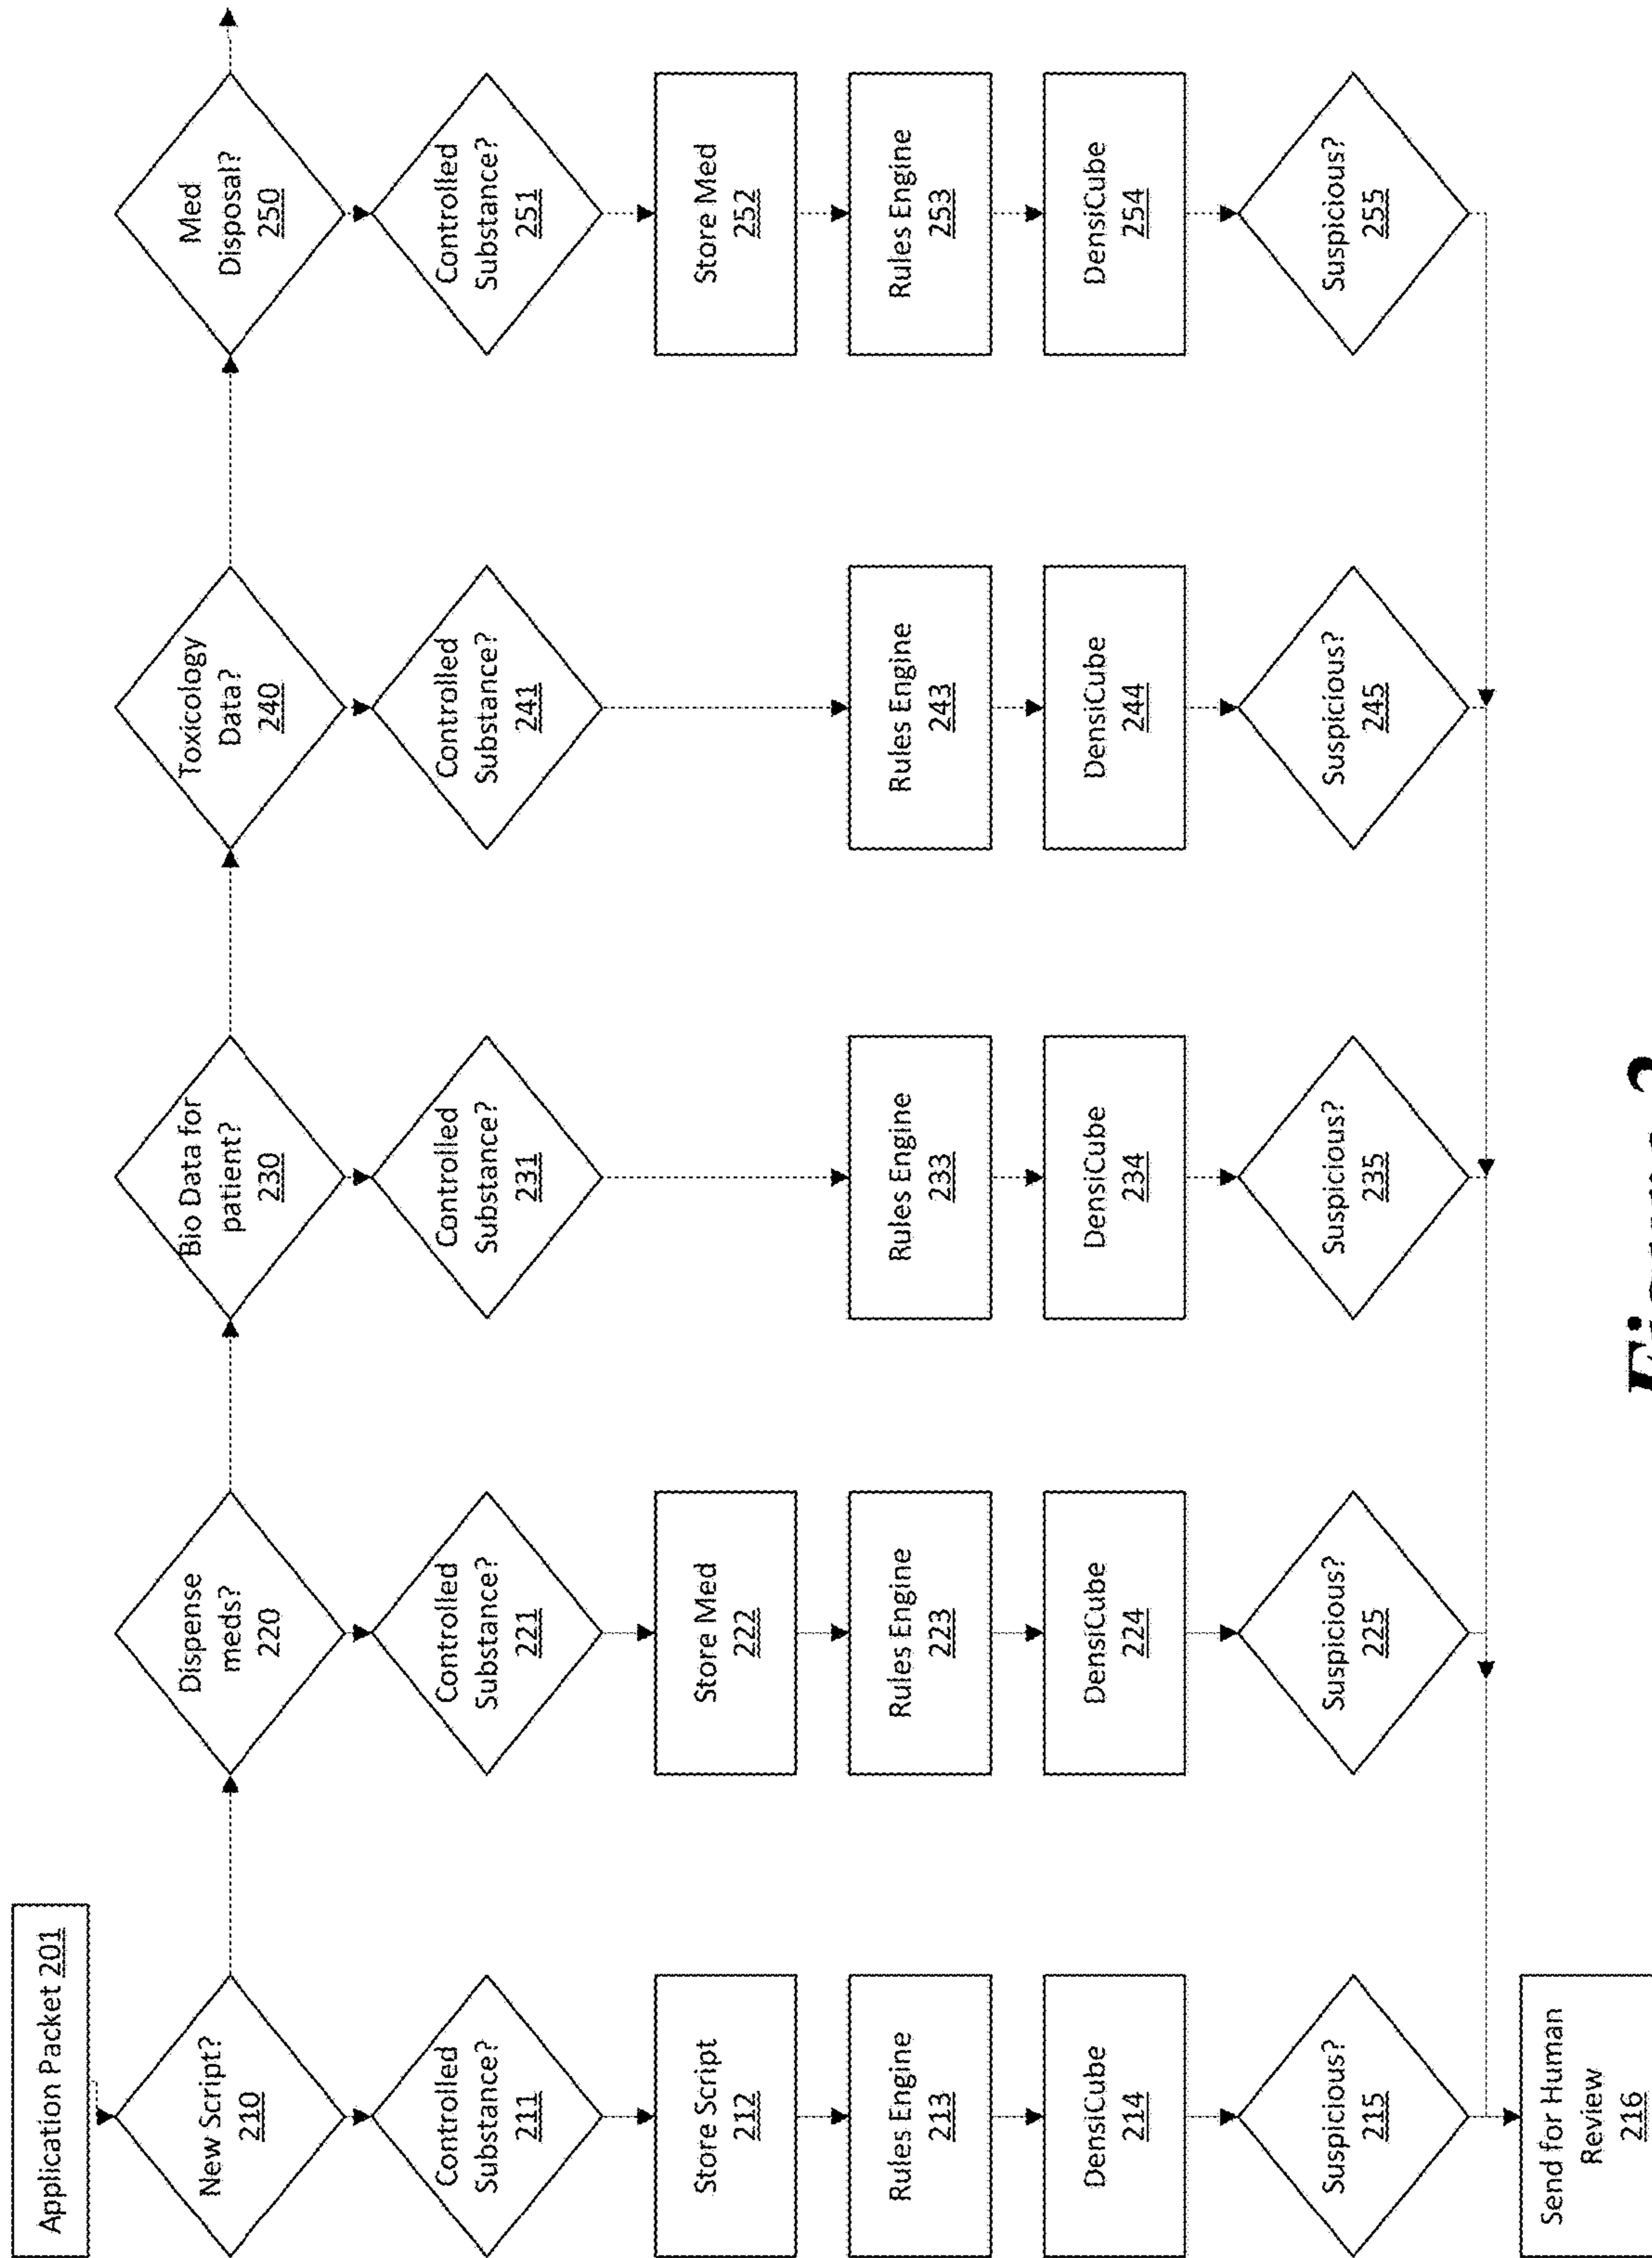 Application Packet 201
New Script?
210
Controlled
Substance?
211
Store Script
212
Rules Engine
213
DensiCube
214
Suspicious?
215
Send for Human
Review
216
Dispense
meds?
220
Controlled
Substance?
221
Store Med
222
Rules Engine
223
DensiCube
224
Suspicious?
225
Bio Data for
patient?
230
Controlled
Substance?
231
Rules Engine
233
DensiCube
234
Suspicious?
235
Toxicology
Data?
240
Controlled
Substance?
241
Rules Engine
243
DensiCube
244
Suspicious?
245
Med
Disposal?
250
Controlled
Substance?
251
Store Med
252
Rules Engine
253
DensiCube
254
Suspicious?
255
Figure